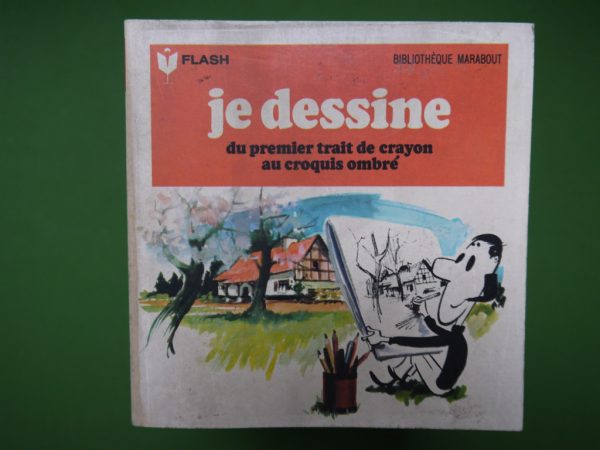 FLASH
BIBLIOTHÈQUE MARABOUT
je dessine
du premier trait de crayon
au croquis ombré